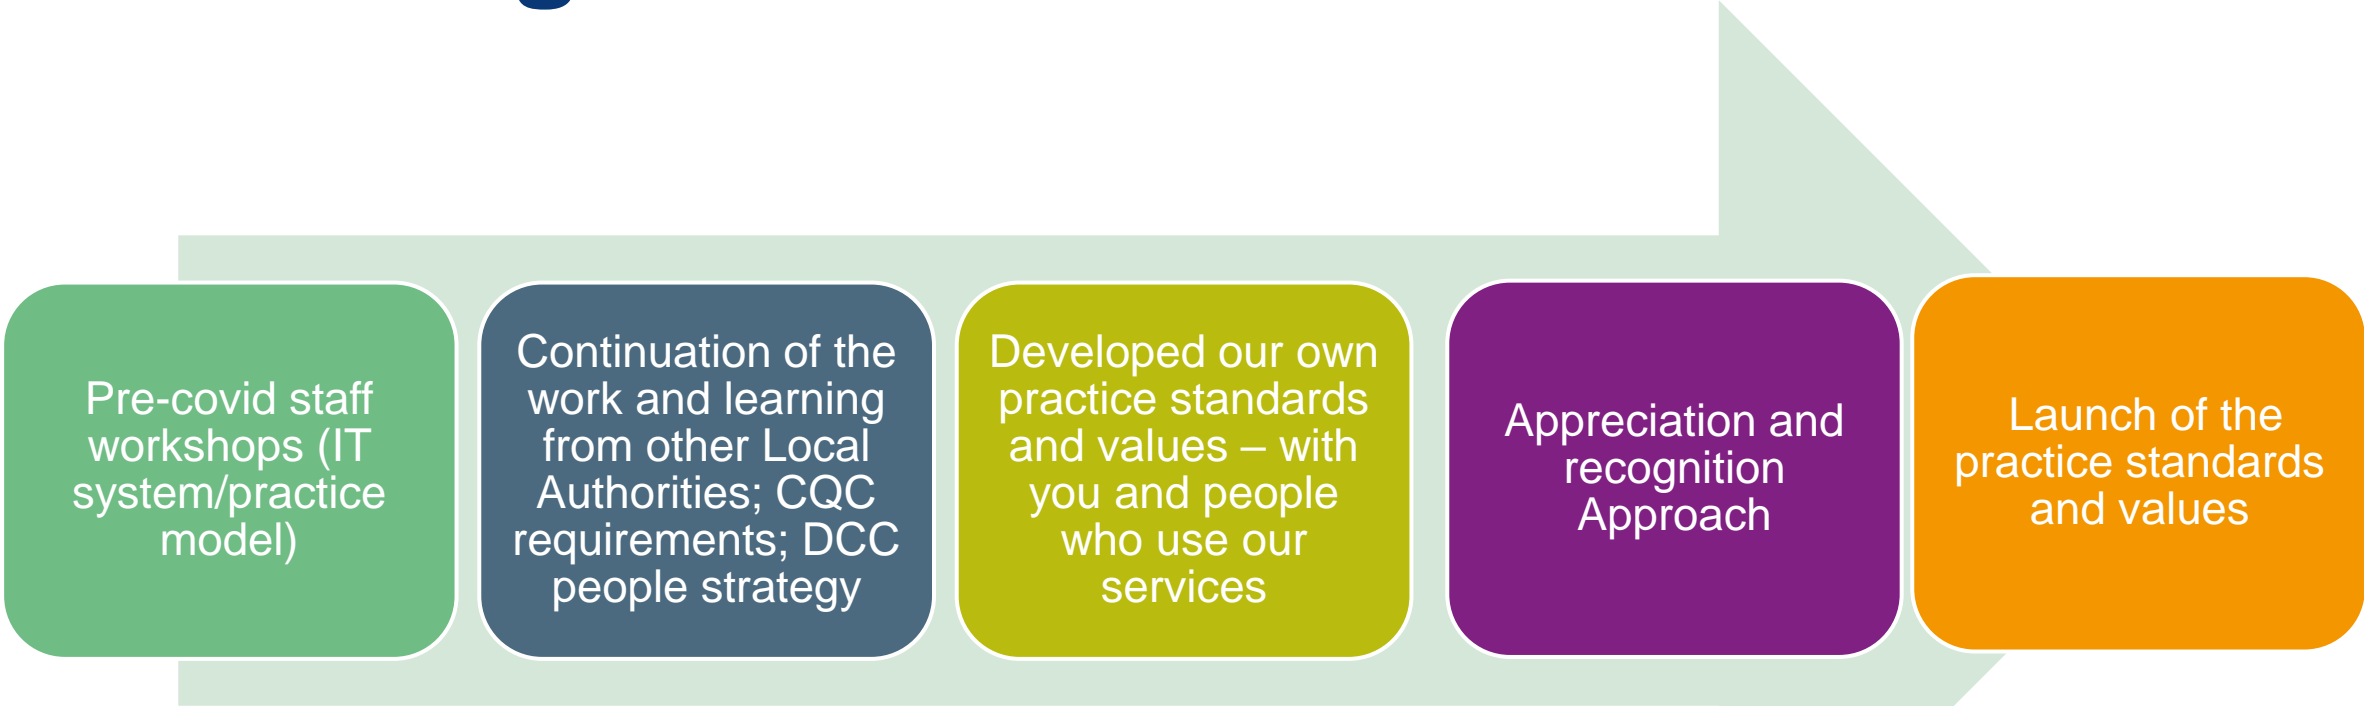 Pre-covid staff
workshops (IT
system/practice
model)
Continuation of the
work and learning
from other Local
Authorities; CQC
requirements; DCC
people strategy
Developed our own
practice standards
and values – with
you and people
who use our
services
Appreciation and
recognition
Approach
Launch of the
practice standards
and values